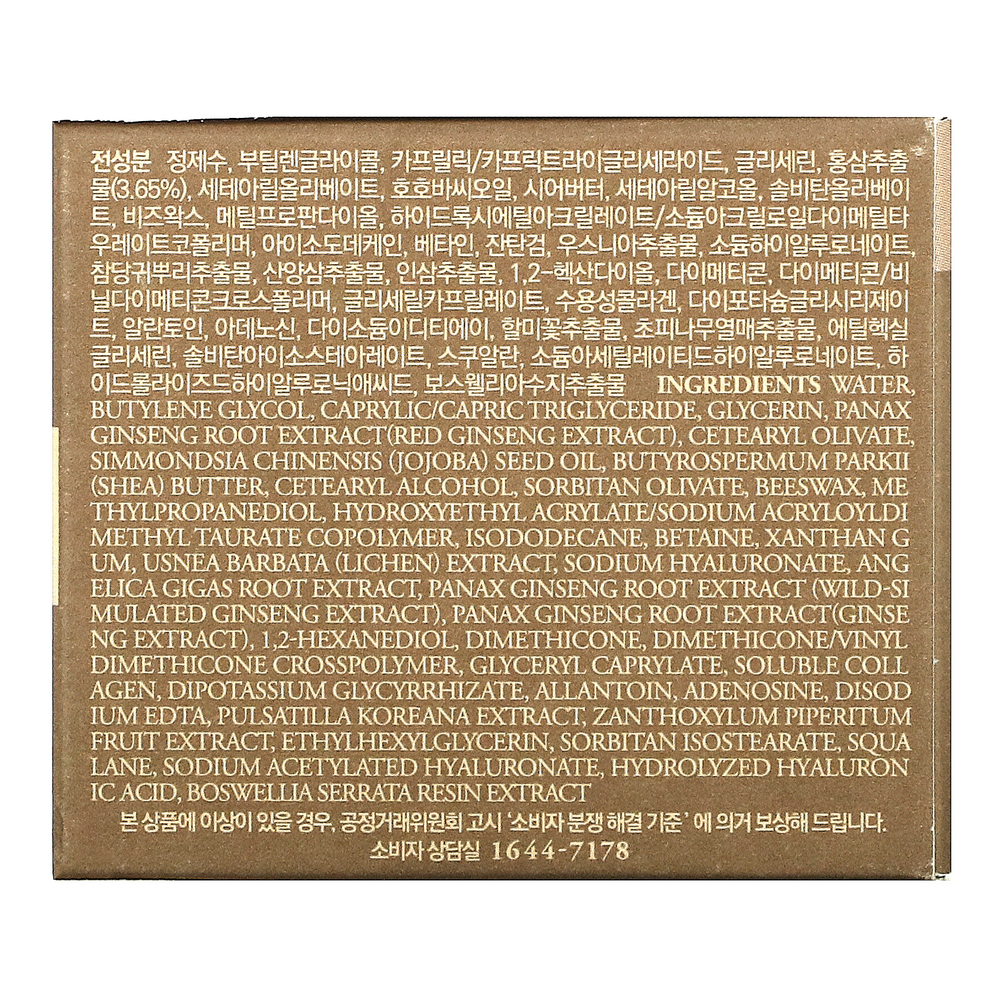 전성분 정제수, 부틸렌글라이콜, 카프릴릭/카프릭트라이글리세라이드, 글리세린, 홍삼추출
물(3.65%), 세테아릴올리베이트, 호호바씨오일, 시어버터, 세테아릴알코올, 솔비탄올리베이
트, 비즈왁스, 메틸프로판다이올, 하이드록시에틸아크릴레이트/소듐아크릴로일다이메틸타
우레이트코폴리머, 아이소도데케인, 베타인, 잔탄검, 우스니아추출물, 소듐하이알루로네이트,
참당귀뿌리추출물, 산양삼추출물, 인삼추출물, 1,2-헥산다이올, 다이메티콘, 다이메티콘/비
닐다이메티콘크로스폴리머, 글리세릴카프릴레이트, 수용성콜라겐, 다이포타슘글리시리제이
트, 알란토인, 아데노신, 다이소듐이디티에이, 할미꽃추출물, 초피나무열매추출물, 에틸헥실
글리세린, 솔비탄아이소스테아레이트, 스쿠알란, 소듐아세틸레이티드하이알루로네이트, 하
이드롤라이즈드하이알루로닉애씨드, 보스웰리아수지추출물 INGREDIENTS WATER,
BUTYLENE GLYCOL, CAPRYLIC/CAPRIC TRIGLYCERIDE, GLYCERIN, PANAX
GINSENG ROOT EXTRACT(RED GINSENG EXTRACT), CETEARYL OLIVATE,
SIMMONDSIA CHINENSIS (JOJOBA) SEED OIL, BUTYROSPERMUM PARKII
(SHEA) BUTTER, CETEARYL ALCOHOL, SORBITAN OLIVATE, BEESWAX, ME
THYLPROPANEDIOL, HYDROXYETHYL ACRYLATE/SODIUM ACRYLOYLDI
METHYL TAURATE COPOLYMER, ISODODECANE, BETAINE, XANTHAN G
UM, USNEA BARBATA (LICHEN) EXTRACT, SODIUM HYALURONATE, ANG
ELICA GIGAS ROOT EXTRACT, PANAX GINSENG ROOT EXTRACT (WILD-SI
MULATED GINSENG EXTRACT), PANAX GINSENG ROOT EXTRACT(GINSE
NG EXTRACT), 1,2-HEXANEDIOL, DIMETHICONE, DIMETHICONE/VINYL
DIMETHICONE CROSSPOLYMER, GLYCERYL CAPRYLATE, SOLUBLE COLL
AGEN, DIPOTASSIUM GLYCYRRHIZATE, ALLANTOIN, ADENOSINE, DISOD
IUM EDTA, PULSATILLA KOREANA EXTRACT, ZANTHOXYLUM PIPERITUM
FRUIT EXTRACT, ETHYLHEXYLGLYCERIN, SORBITAN ISOSTEARATE, SQUA
LANE, SODIUM ACETYLATED HYALURONATE, HYDROLYZED HYALURON
IC ACID, BOSWELLIA SERRATA RESIN EXTRACT
본 상품에 이상이 있을 경우, 공정거래위원회 고시 '소비자 분쟁 해결 기준' 에 의거 보상해 드립니다.
소비자 상담실 1644-7178